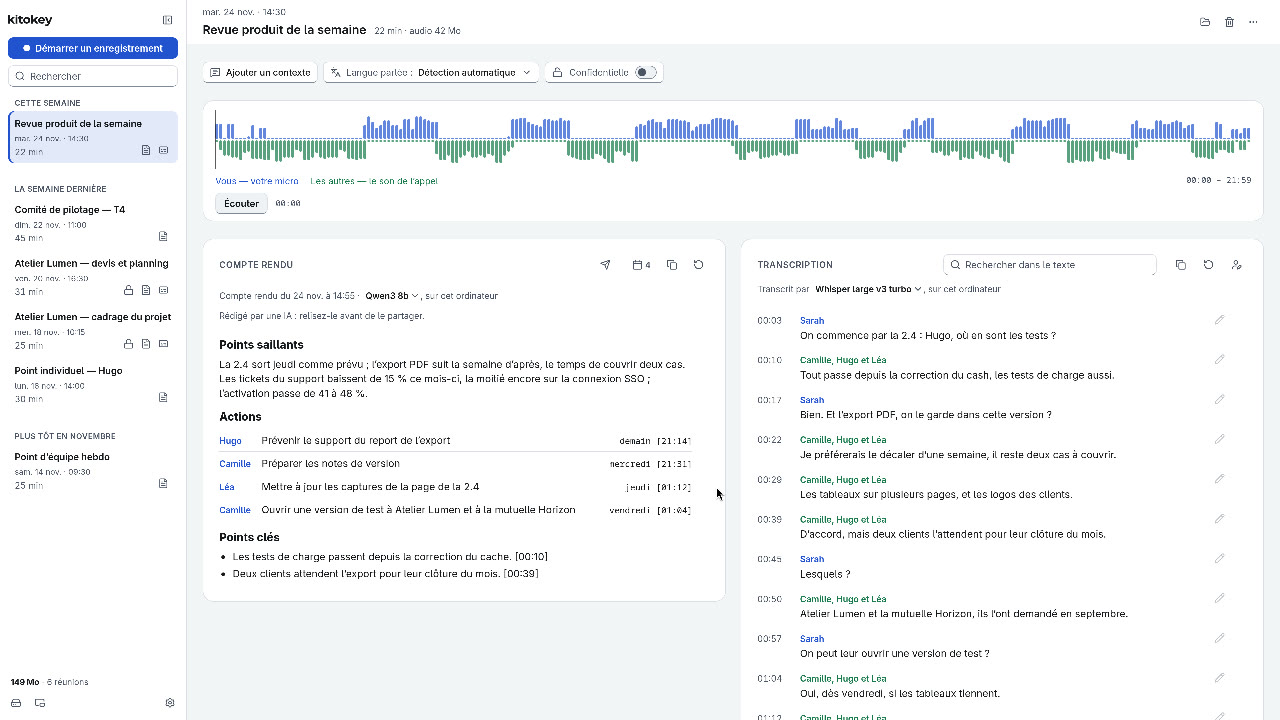 kitokey
Démarrer un enregistrement
Rechercher
CETTE SEMAINE
Revue produit de la semaine
mar. 24 nov. · 14:30
22 min
LA SEMAINE DERNIÈRE
Comité de pilotage — T4
dim. 22 nov. · 11:00
45 min
Atelier Lumen — devis et planning
ven. 20 nov. · 16:30
31 min
Atelier Lumen — cadrage du projet
mer. 18 nov. · 10:15
25 min
Point individuel — Hugo
lun. 16 nov. · 14:00
30 min
PLUS TÔT EN NOVEMBRE
Point d'équipe hebdo
sam. 14 nov. · 09:30
25 min
149 Mo · 6 réunions
mar. 24 nov. · 14:30
Revue produit de la semaine 22 min · audio 42 Mo
Ajouter un contexte
Langue parlée : Détection automatique
Confidentielle
Vous — votre micro Les autres — le son de l'appel
00:00 – 21:59
Écouter 00:00
COMPTE RENDU
4
Compte rendu du 24 nov. à 14:55 · Qwen3 8b , sur cet ordinateur
Rédigé par une IA : relisez-le avant de le partager.
Points saillants
La 2.4 sort jeudi comme prévu ; l'export PDF suit la semaine d'après, le temps de couvrir deux cas.
Les tickets du support baissent de 15 % ce mois-ci, la moitié encore sur la connexion SSO ;
l'activation passe de 41 à 48 %.
Actions
Hugo Prévenir le support du report de l'export demain [21:14]
Camille Préparer les notes de version mercredi [21:31]
Léa Mettre à jour les captures de la page de la 2.4 jeudi [01:12]
Camille Ouvrir une version de test à Atelier Lumen et à la mutuelle Horizon vendredi [01:04]
Points clés
• Les tests de charge passent depuis la correction du cache. [00:10]
• Deux clients attendent l'export pour leur clôture du mois. [00:39]
TRANSCRIPTION
Rechercher dans le texte
Transcrit par Whisper large v3 turbo , sur cet ordinateur
00:03 Sarah
On commence par la 2.4 : Hugo, où en sont les tests ?
00:10 Camille, Hugo et Léa
Tout passe depuis la correction du cash, les tests de charge aussi.
00:17 Sarah
Bien. Et l'export PDF, on le garde dans cette version ?
00:22 Camille, Hugo et Léa
Je préférerais le décaler d'une semaine, il reste deux cas à couvrir.
00:29 Camille, Hugo et Léa
Les tableaux sur plusieurs pages, et les logos des clients.
00:39 Camille, Hugo et Léa
D'accord, mais deux clients l'attendent pour leur clôture du mois.
00:45 Sarah
Lesquels ?
00:50 Camille, Hugo et Léa
Atelier Lumen et la mutuelle Horizon, ils l'ont demandé en septembre.
00:57 Sarah
On peut leur ouvrir une version de test ?
01:04 Camille, Hugo et Léa
Oui, dès vendredi, si les tableaux tiennent.
01:12 Camille, Hugo et Léa